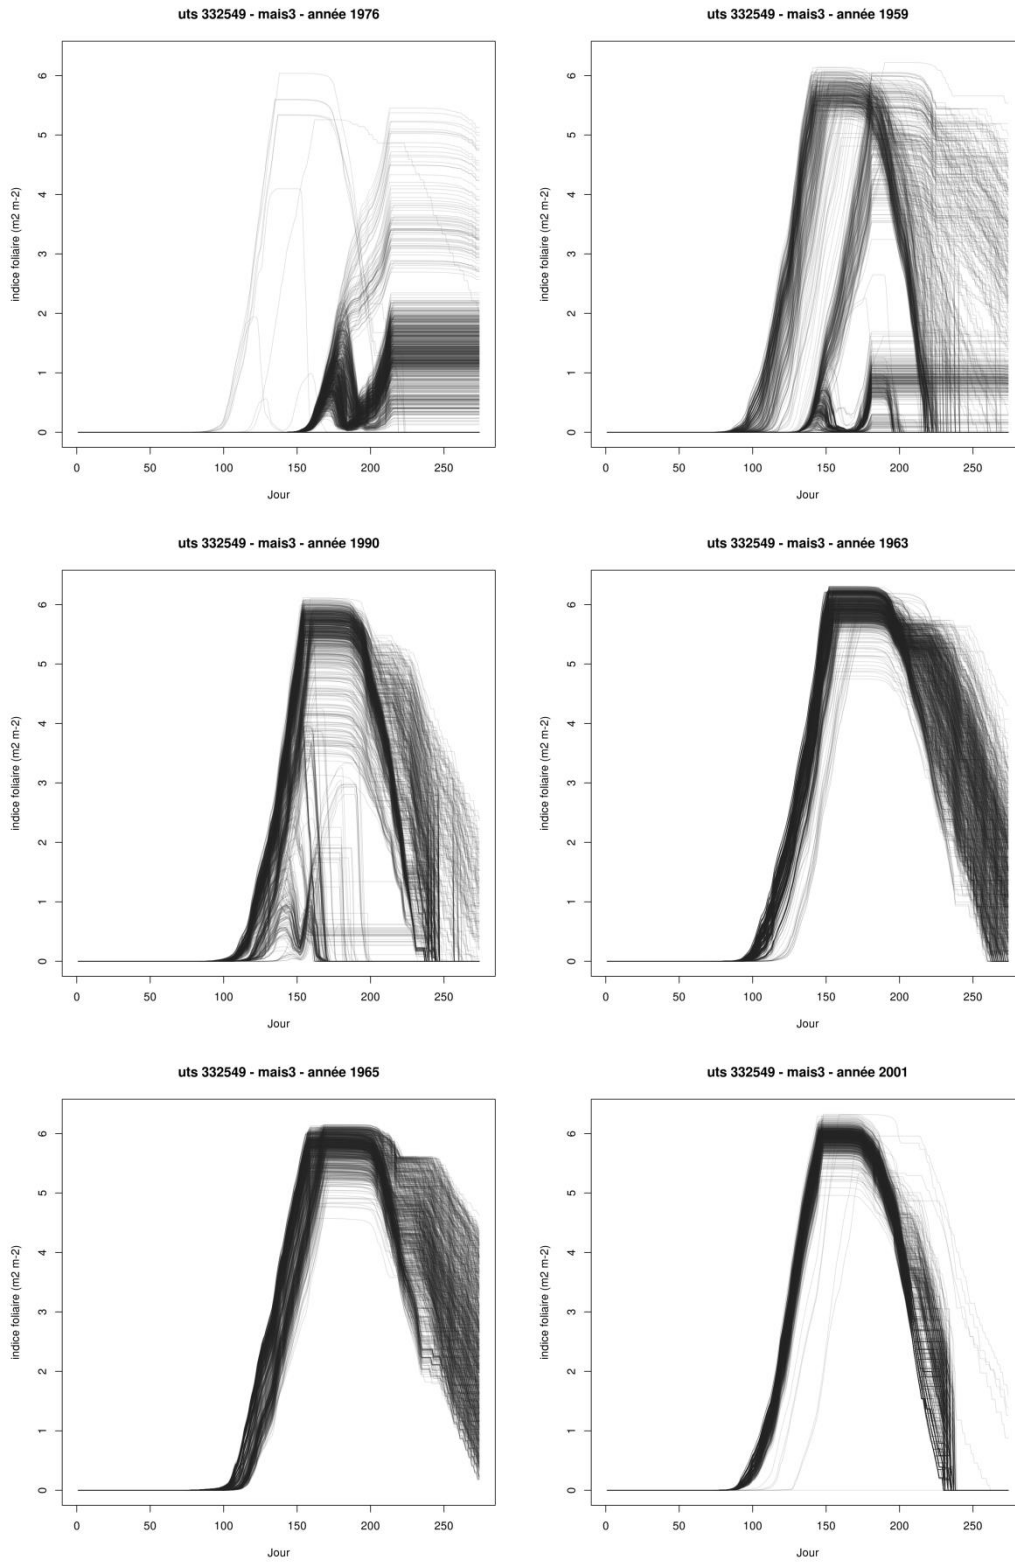 uts 332549 - mais3 - année 1976
indice foliaire (m2 m-2)
6
5
4
3
2
1
0
0 50 100 150 200 250
Jour
uts 332549 - mais3 - année 1959
indice foliaire (m2 m-2)
6
5
4
3
2
1
0
0 50 100 150 200 250
Jour
uts 332549 - mais3 - année 1990
indice foliaire (m2 m-2)
6
5
4
3
2
1
0
0 50 100 150 200 250
Jour
uts 332549 - mais3 - année 1963
indice foliaire (m2 m-2)
6
5
4
3
2
1
0
0 50 100 150 200 250
Jour
uts 332549 - mais3 - année 1965
indice foliaire (m2 m-2)
6
5
4
3
2
1
0
0 50 100 150 200 250
Jour
uts 332549 - mais3 - année 2001
indice foliaire (m2 m-2)
6
5
4
3
2
1
0
0 50 100 150 200 250
Jour